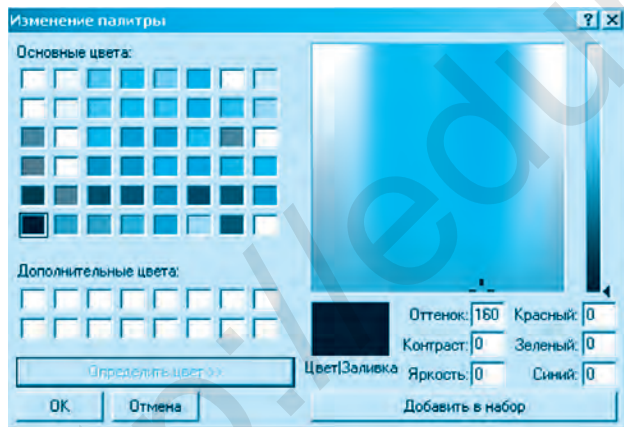 Изменение палитры
Основные цвета:
Дополнительные цвета:
Определить цвет >>
OK
Отмена
Цвет|Заливка
Оттенок: 160
Контраст: 0
Яркость: 0
Красный: 0
Зеленый: 0
Синий: 0
Добавить в набор